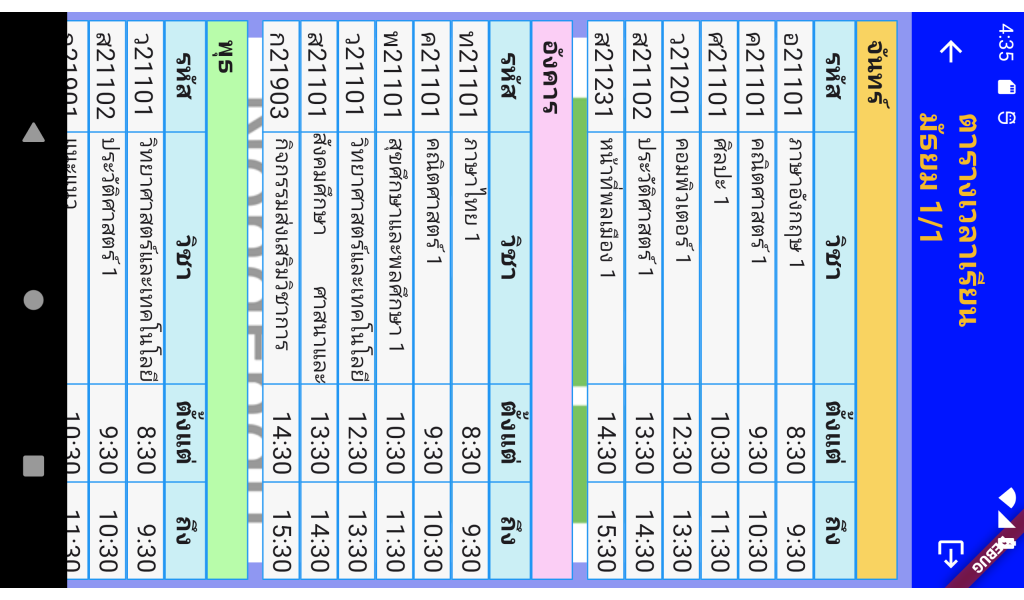 4:35
DEBUG
ตารางเวลาเรียน
มัธยม 1/1
จันทร์
รหัส วิชา ตั้งแต่ ถึง
อ21101 ภาษาอังกฤษ 1 8:30 9:30
ค21101 คณิตศาสตร์ 1 9:30 10:30
ศ21101 ศิลปะ 1 10:30 11:30
ว21201 คอมพิวเตอร์ 1 12:30 13:30
ส21102 ประวัติศาสตร์ 1 13:30 14:30
ส21231 หน้าที่พลเมือง 1 14:30 15:30
อังคาร
รหัส วิชา ตั้งแต่ ถึง
ท21101 ภาษาไทย 1 8:30 9:30
ค21101 คณิตศาสตร์ 1 9:30 10:30
พ21101 สุขศึกษาและพลศึกษา 1 10:30 11:30
ว21101 วิทยาศาสตร์และเทคโนโลยี 12:30 13:30
ส21101 สังคมศึกษา ศาสนาและ 13:30 14:30
ก21903 กิจกรรมส่งเสริมวิชาการ 14:30 15:30
พุธ
รหัส วิชา ตั้งแต่ ถึง
ว21101 วิทยาศาสตร์และเทคโนโลยี 8:30 9:30
ส21102 ประวัติศาสตร์ 1 9:30 10:30
แนะแนว 10:30 11:30